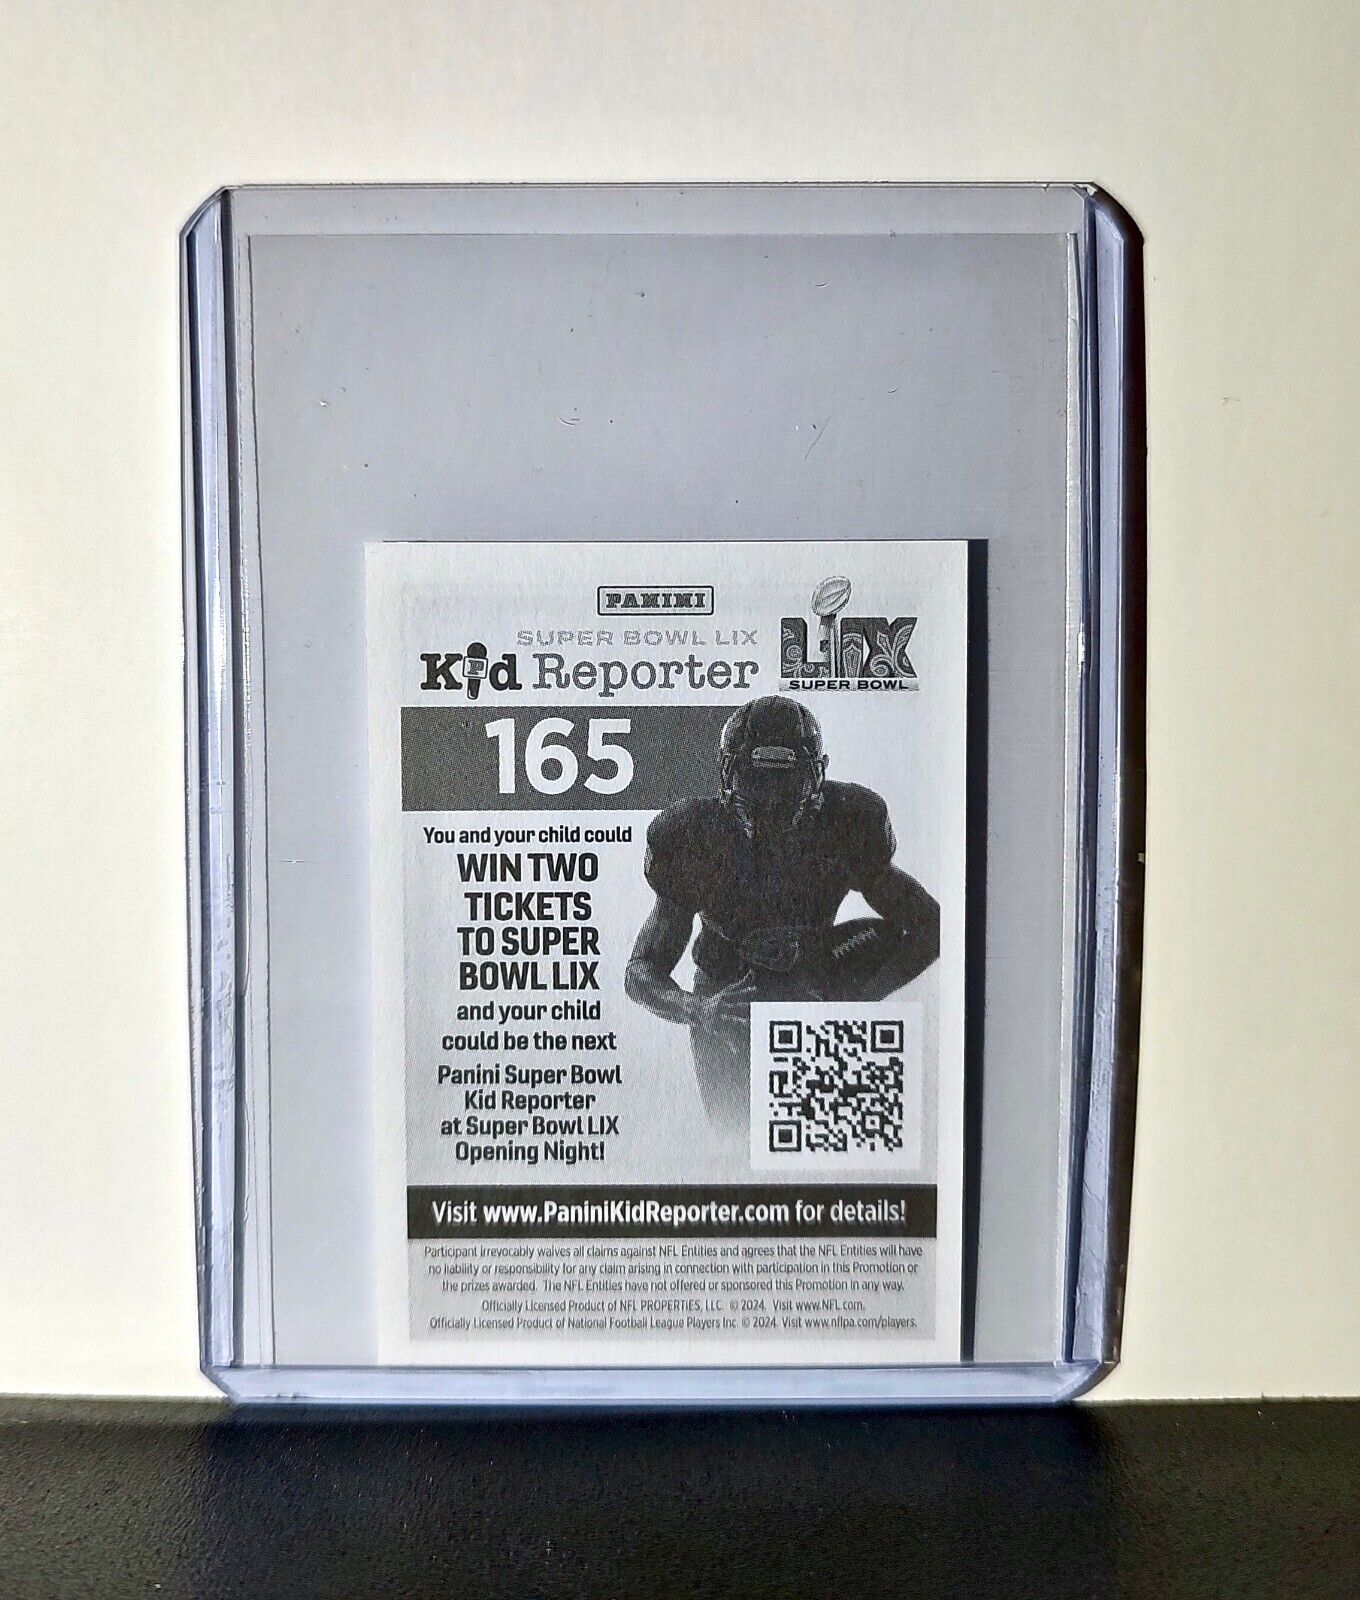 PANINI
SUPER BOWL LIX
Kid Reporter
LIX
SUPER BOWL
165
You and your child could
WIN TWO
TICKETS
TO SUPER
BOWL LIX
and your child
could be the next
Panini Super Bowl
Kid Reporter
at Super Bowl LIX
Opening Night!
Visit www.PaniniKidReporter.com for details!
Participant irrevocably waives all claims against NFL Entities and agrees that the NFL Entities will have
no liability or responsibility for any claim arising in connection with participation in this Promotion or
the prizes awarded. The NFL Entities have not offered or sponsored this Promotion in any way.
Officially Licensed Product of NFL PROPERTIES, LLC. © 2024. Visit www.NFL.com.
Officially Licensed Product of National Football League Players Inc. © 2024. Visit www.nflpa.com/players.